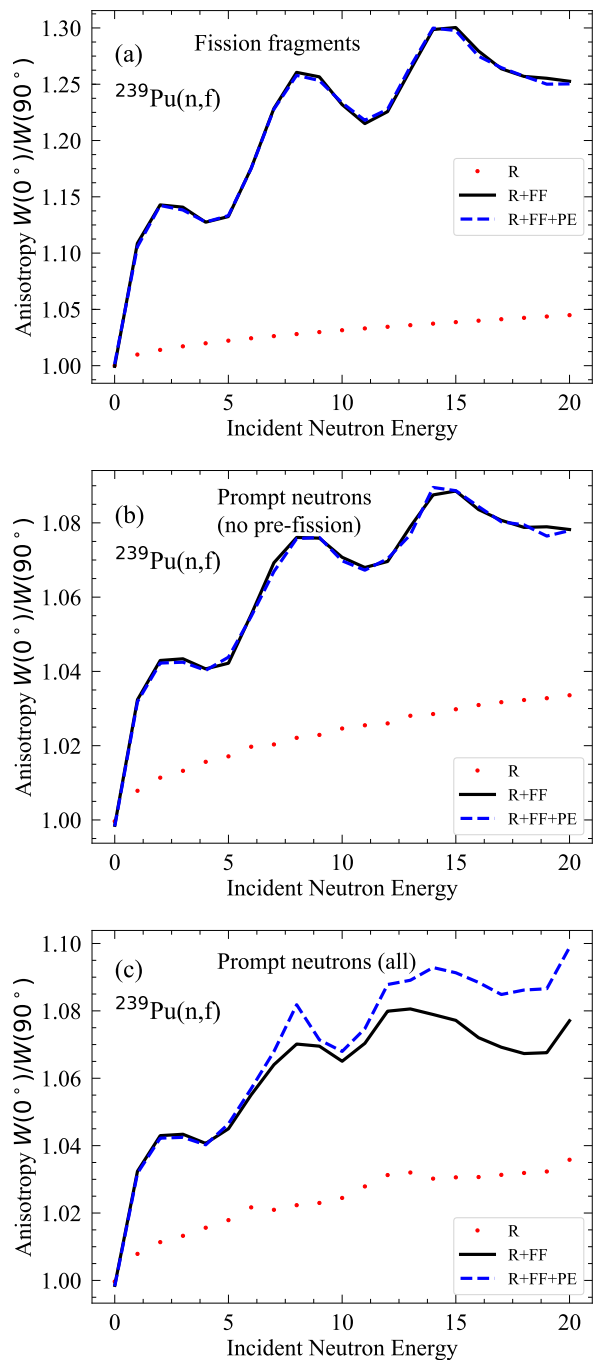 (a)
Fission fragments
²³⁹Pu(n,f)
R
R+FF
R+FF+PE
Anisotropy W(0°)/W(90°)
1.30
1.25
1.20
1.15
1.10
1.05
1.00
0
5
10
15
20
Incident Neutron Energy
(b)
Prompt neutrons
(no pre-fission)
²³⁹Pu(n,f)
R
R+FF
R+FF+PE
Anisotropy W(0°)/W(90°)
1.08
1.06
1.04
1.02
1.00
0
5
10
15
20
Incident Neutron Energy
(c)
Prompt neutrons (all)
²³⁹Pu(n,f)
R
R+FF
R+FF+PE
Anisotropy W(0°)/W(90°)
1.10
1.08
1.06
1.04
1.02
1.00
0
5
10
15
20
Incident Neutron Energy